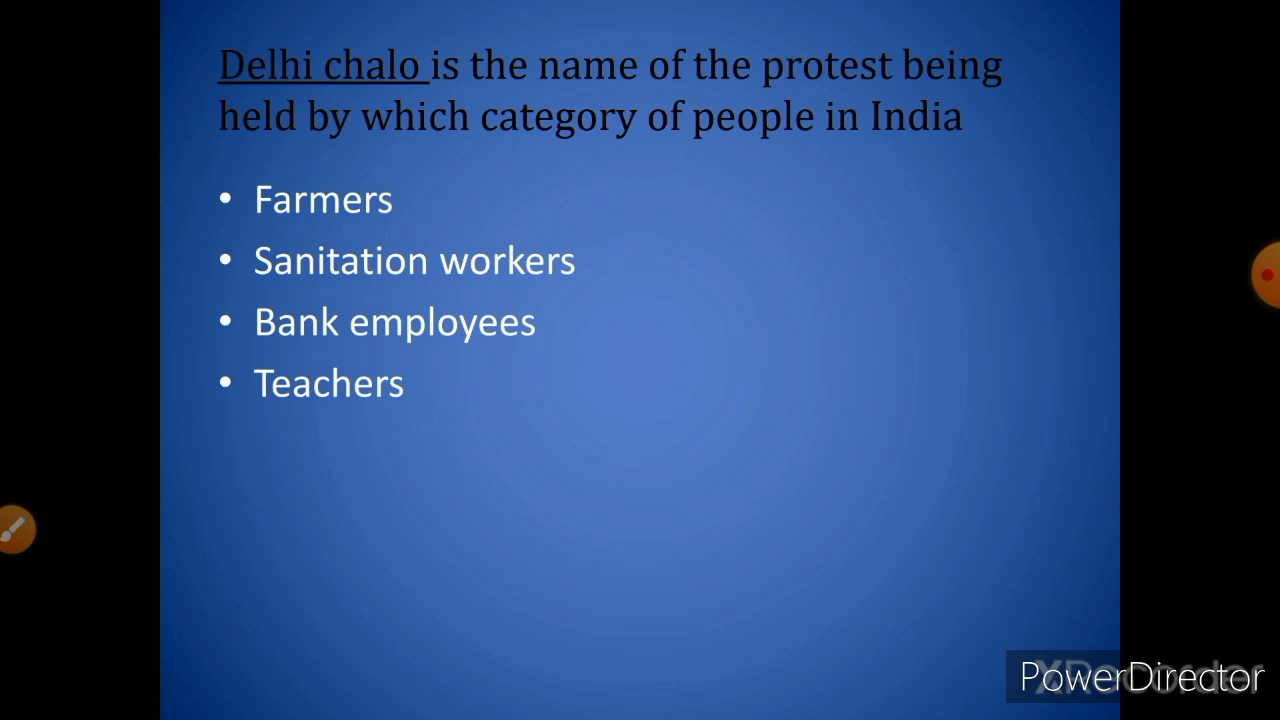 Delhi chalo is the name of the protest being
held by which category of people in India
• Farmers
• Sanitation workers
• Bank employees
• Teachers
XRecorder
PowerDirector